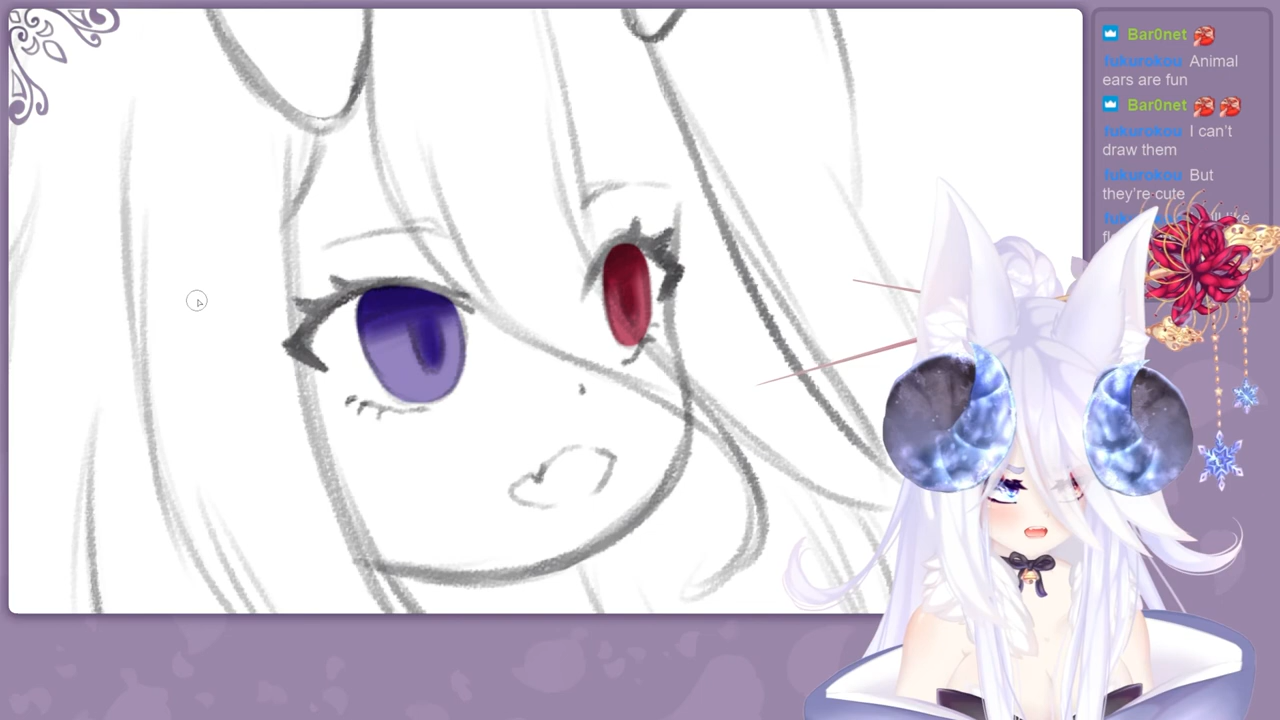 Bar0net
fukurokou Animal
ears are fun
Bar0net
fukurokou I can't
draw them
fukurokou But
they're cute